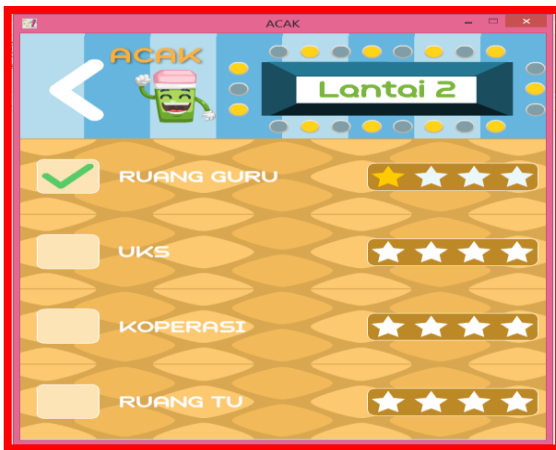 ACAK
ACAK
Lantai 2
RUANG GURU
UKS
KOPERASI
RUANG TU